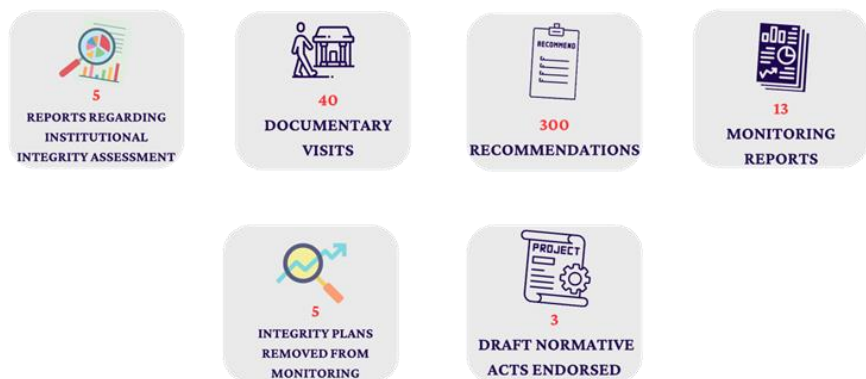 5
REPORTS REGARDING
INSTITUTIONAL
INTEGRITY ASSESSMENT
40
DOCUMENTARY
VISITS
RECOMMEND
300
RECOMMENDATIONS
13
MONITORING
REPORTS
5
INTEGRITY PLANS
REMOVED FROM
MONITORING
PROJECT
3
DRAFT NORMATIVE
ACTS ENDORSED